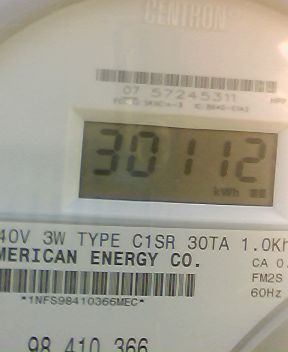 CENTRON
07 57245311
30112
kWh
40V 3W TYPE C1SR 30TA 1.0Kh
MERICAN ENERGY CO.
CA 0.
FM2S
*1NFS98410366MEC*
60Hz
98 410 366